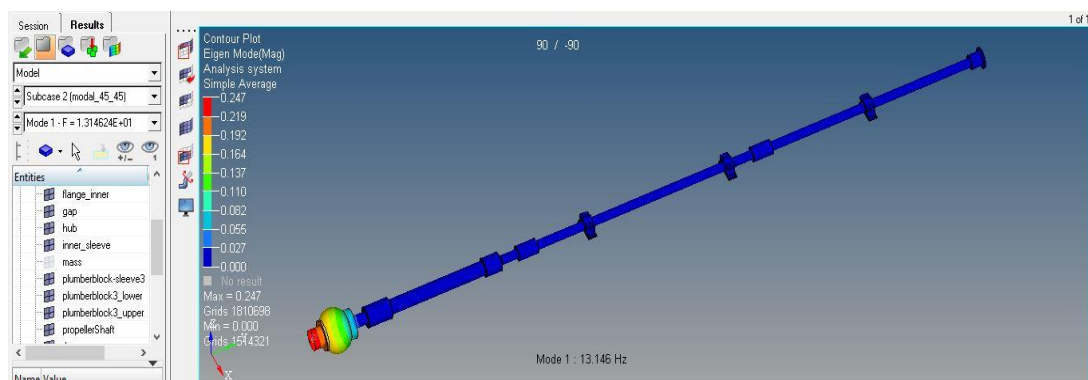 Session Results
Model
Subcase 2 (modal_45_45)
Mode 1 - F = 1.314624E+01
Entities
flange_inner
gap
hub
inner_sleeve
mass
plumberblock-sleeve3
plumberblock3_lower
plumberblock3_upper
propellerShaft
Name Value
1 of 1
Contour Plot
Eigen Mode(Mag)
Analysis system
Simple Average
0.247
0.219
0.192
0.164
0.137
0.110
0.082
0.055
0.027
0.000
No result
Max = 0.247
Grids 1810698
Min = 0.000
Grids 1514321
Z
Y
X
90 / -90
Mode 1 : 13.146 Hz